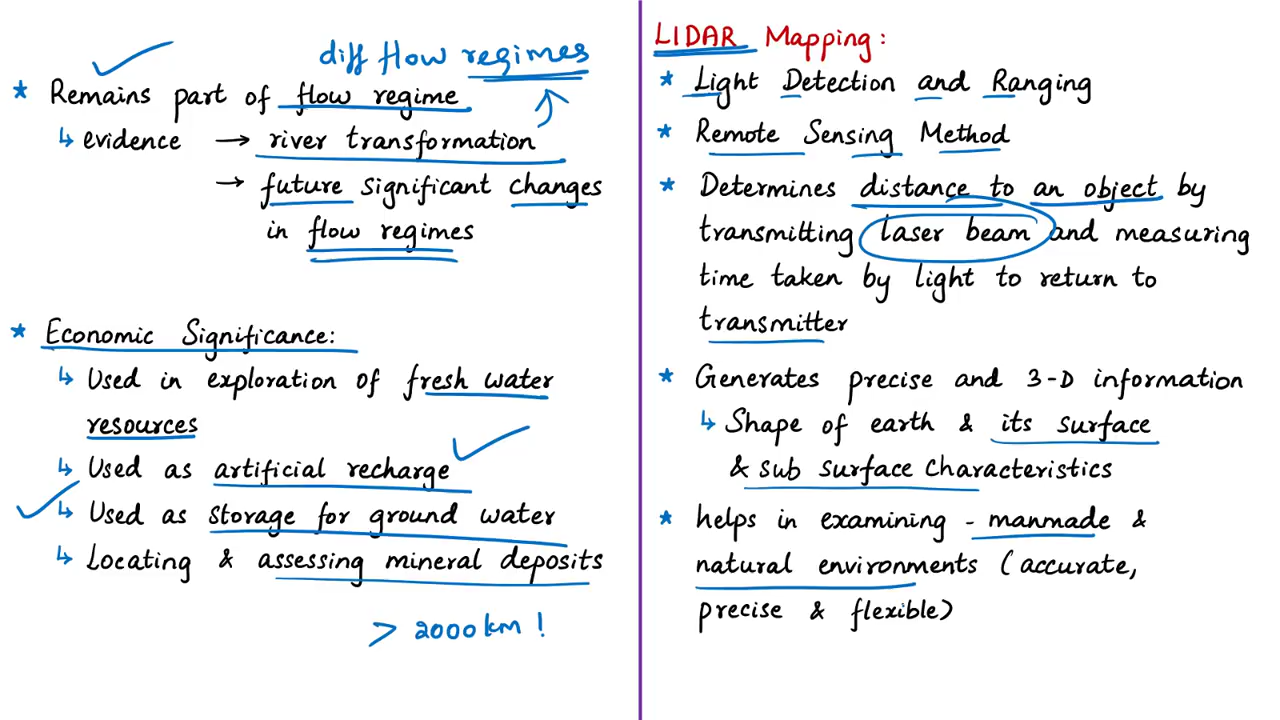 diff flow regimes
* Remains part of flow regime
↳ evidence → river transformation
→ future significant changes
in flow regimes
* Economic Significance:
↳ Used in exploration of fresh water
resources
↳ Used as artificial recharge
↳ Used as storage for ground water
↳ Locating & assessing mineral deposits
> 2000 km !
LIDAR Mapping:
* Light Detection and Ranging
* Remote Sensing Method
* Determines distance to an object by
transmitting laser beam and measuring
time taken by light to return to
transmitter
* Generates precise and 3-D information
↳ Shape of earth & its surface
& sub surface characteristics
* helps in examining - manmade &
natural environments (accurate,
precise & flexible)